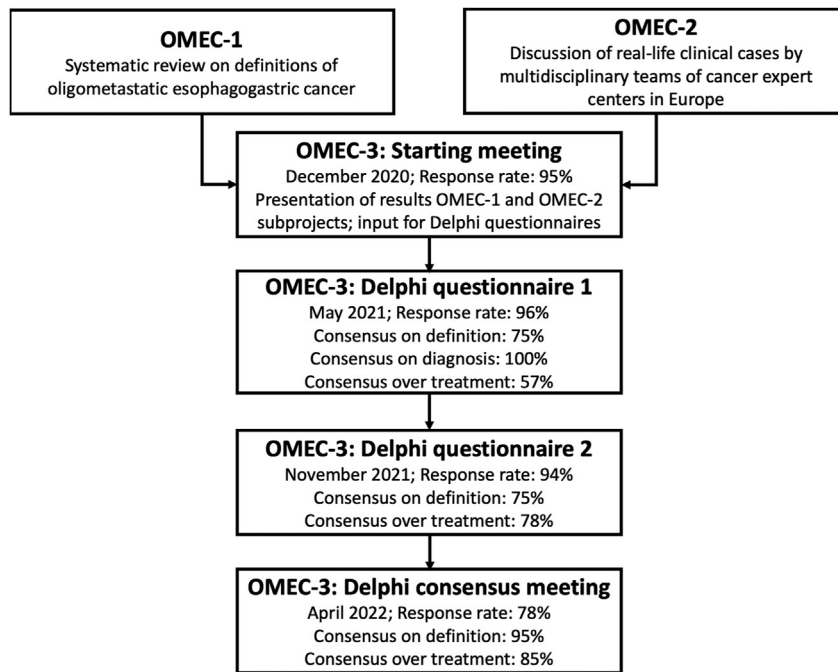 OMEC-1
Systematic review on definitions of
oligometastatic esophagogastric cancer
OMEC-2
Discussion of real-life clinical cases by
multidisciplinary teams of cancer expert
centers in Europe
OMEC-3: Starting meeting
December 2020; Response rate: 95%
Presentation of results OMEC-1 and OMEC-2
subprojects; input for Delphi questionnaires
OMEC-3: Delphi questionnaire 1
May 2021; Response rate: 96%
Consensus on definition: 75%
Consensus on diagnosis: 100%
Consensus over treatment: 57%
OMEC-3: Delphi questionnaire 2
November 2021; Response rate: 94%
Consensus on definition: 75%
Consensus over treatment: 78%
OMEC-3: Delphi consensus meeting
April 2022; Response rate: 78%
Consensus on definition: 95%
Consensus over treatment: 85%